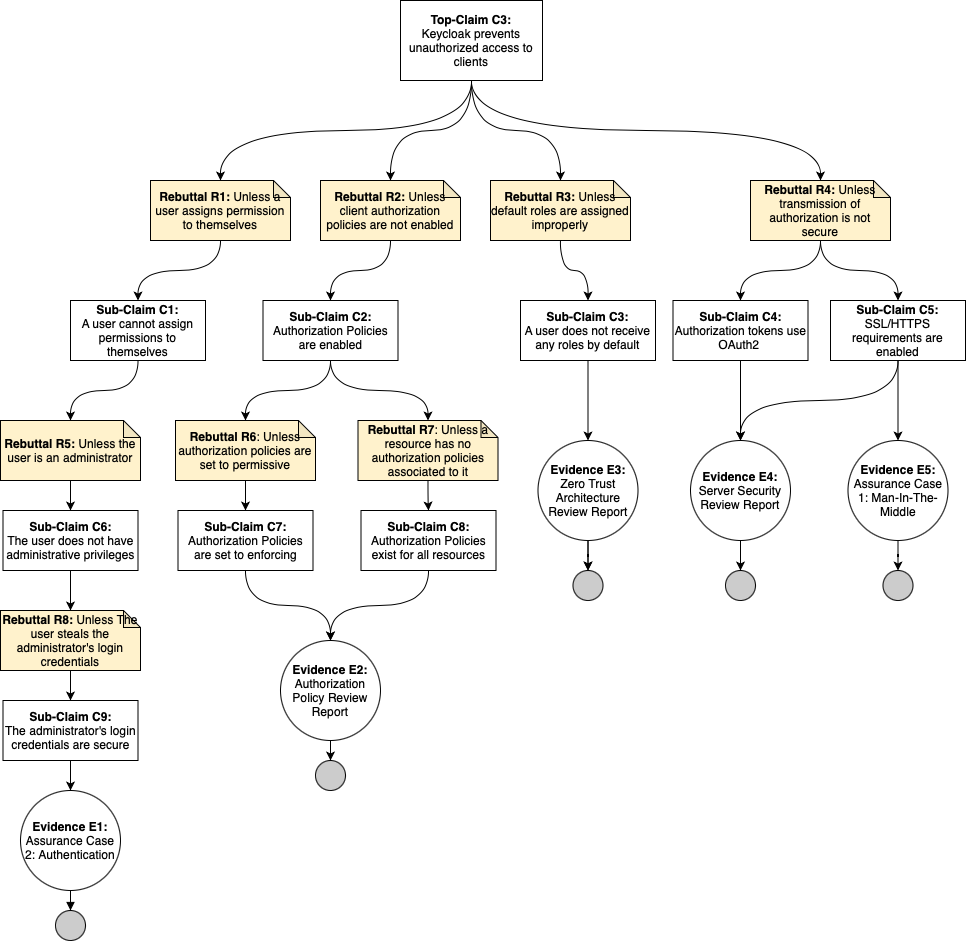 Top-Claim C3:
Keycloak prevents
unauthorized access to
clients
Rebuttal R1: Unless a
user assigns permission
to themselves
Rebuttal R2: Unless
client authorization
policies are not enabled
Rebuttal R3: Unless
default roles are assigned
improperly
Rebuttal R4: Unless
transmission of
authorization is not
secure
Sub-Claim C1:
A user cannot assign
permissions to
themselves
Sub-Claim C2:
Authorization Policies
are enabled
Sub-Claim C3:
A user does not receive
any roles by default
Sub-Claim C4:
Authorization tokens use
OAuth2
Sub-Claim C5:
SSL/HTTPS
requirements are
enabled
Rebuttal R5: Unless the
user is an administrator
Rebuttal R6: Unless
authorization policies are
set to permissive
Rebuttal R7: Unless a
resource has no
authorization policies
associated to it
Evidence E3:
Zero Trust
Architecture
Review Report
Evidence E4:
Server Security
Review Report
Evidence E5:
Assurance Case
1: Man-In-The-
Middle
Sub-Claim C6:
The user does not have
administrative privileges
Sub-Claim C7:
Authorization Policies
are set to enforcing
Sub-Claim C8:
Authorization Policies
exist for all resources
Rebuttal R8: Unless The
user steals the
administrator's login
credentials
Evidence E2:
Authorization
Policy Review
Report
Sub-Claim C9:
The administrator's login
credentials are secure
Evidence E1:
Assurance Case
2: Authentication